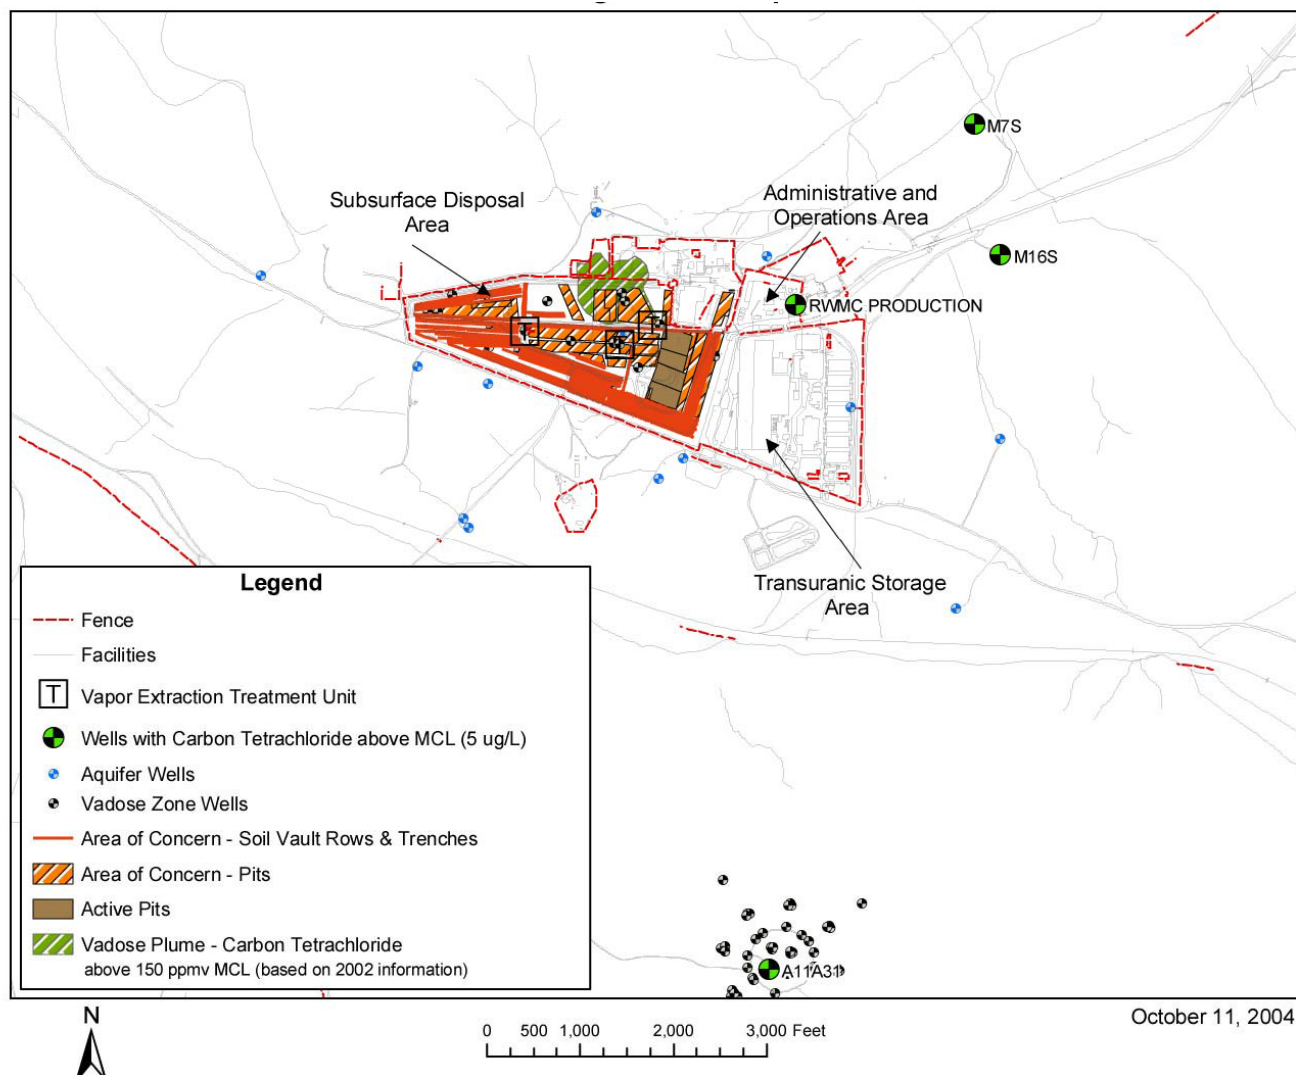 M7S
Subsurface Disposal
Area
Administrative and
Operations Area
M16S
RWMC PRODUCTION
T
Transuranic Storage
Area
Legend
Fence
Facilities
T Vapor Extraction Treatment Unit
Wells with Carbon Tetrachloride above MCL (5 ug/L)
Aquifer Wells
Vadose Zone Wells
Area of Concern - Soil Vault Rows & Trenches
Area of Concern - Pits
Active Pits
Vadose Plume - Carbon Tetrachloride
above 150 ppmv MCL (based on 2002 information)
A11A31
October 11, 2004
N
0 500 1,000 2,000 3,000 Feet